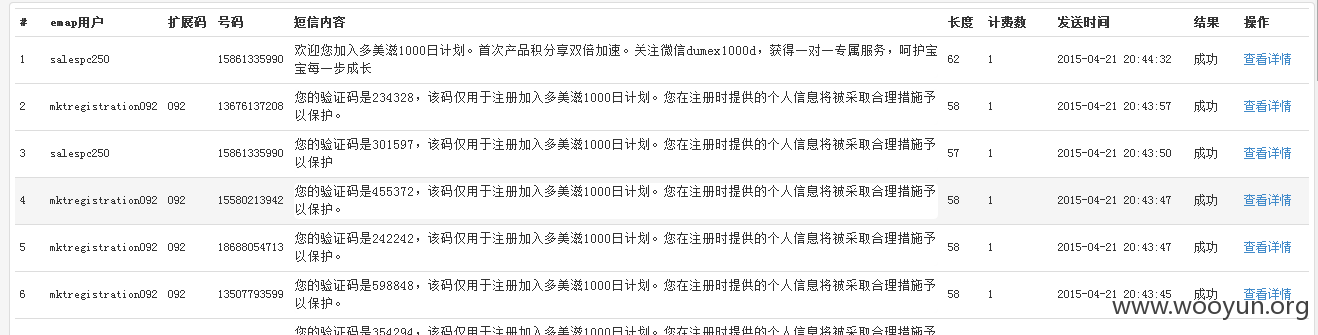 # emap用户 扩展码 号码 短信内容 长度 计费数 发送时间 结果 操作
欢迎您加入多美滋1000日计划。首次产品积分享双倍加速。关注微信dumex1000d，获得一对一专属服务，呵护宝
1 salespc250 15861335990 62 1 2015-04-21 20:44:32 成功 查看详情
宝每一步成长
您的验证码是234328，该码仅用于注册加入多美滋1000日计划。您在注册时提供的个人信息将被采取合理措施予
2 mktregistration092 092 13676137208 58 1 2015-04-21 20:43:57 成功 查看详情
以保护。
您的验证码是301597，该码仅用于注册加入多美滋1000日计划。您在注册时提供的个人信息将被采取合理措施予
3 salespc250 15861335990 57 1 2015-04-21 20:43:50 成功 查看详情
以保护
您的验证码是455372，该码仅用于注册加入多美滋1000日计划。您在注册时提供的个人信息将被采取合理措施予
4 mktregistration092 092 15580213942 58 1 2015-04-21 20:43:47 成功 查看详情
以保护。
您的验证码是242242，该码仅用于注册加入多美滋1000日计划。您在注册时提供的个人信息将被采取合理措施予
5 mktregistration092 092 18688054713 58 1 2015-04-21 20:43:47 成功 查看详情
以保护。
您的验证码是598848，该码仅用于注册加入多美滋1000日计划。您在注册时提供的个人信息将被采取合理措施予
6 mktregistration092 092 13507793599 58 1 2015-04-21 20:43:45 成功 查看详情
以保护。
www.wooyun.org
您的验证码是354294，该码仅用于注册加入多美滋1000日计划。您在注册时提供的个人信息将被采取合理措施予